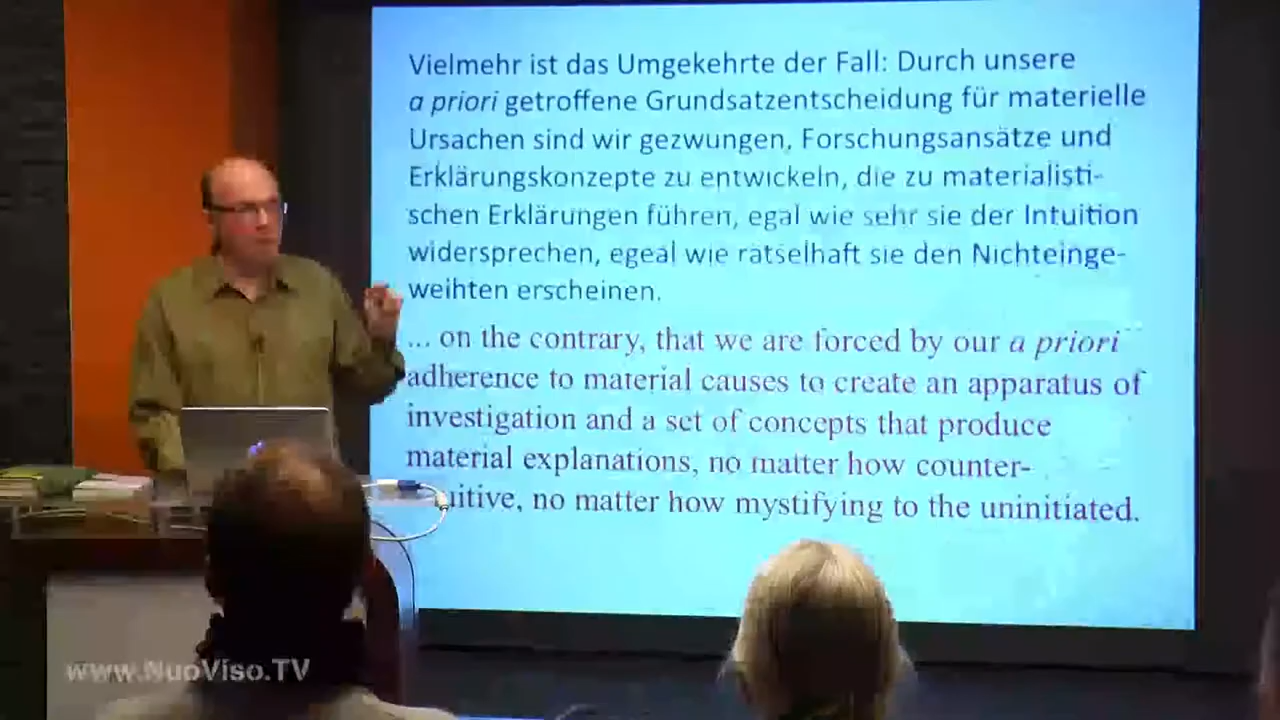 Vielmehr ist das Umgekehrte der Fall: Durch unsere
a priori getroffene Grundsatzentscheidung für materielle
Ursachen sind wir gezwungen, Forschungsansätze und
Erklärungskonzepte zu entwickeln, die zu materialisti-
schen Erklärungen führen, egal wie sehr sie der Intuition
widersprechen, egeal wie rätselhaft sie den Nichteinge-
weihten erscheinen.
... on the contrary, that we are forced by our a priori
adherence to material causes to create an apparatus of
investigation and a set of concepts that produce
material explanations, no matter how counter-
uitive, no matter how mystifying to the uninitiated.
www.NuoViso.TV